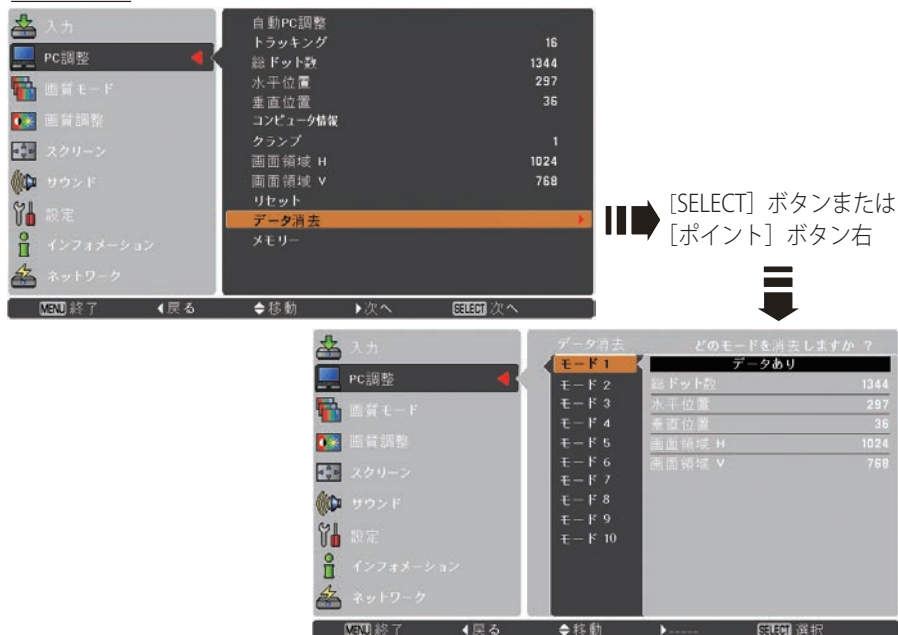 入力
PC調整
画質モード
画質調整
スクリーン
サウンド
設定
インフォメーション
ネットワーク
自動PC調整
トラッキング 16
総ドット数 1344
水平位置 297
垂直位置 36
コンピュータ情報
クランプ 1
画面領域 H 1024
画面領域 V 768
リセット
データ消去
メモリー
MENU 終了 戻る 移動 次へ SELECT 次へ
[SELECT] ボタンまたは
[ポイント] ボタン右
入力
PC調整
画質モード
画質調整
スクリーン
サウンド
設定
インフォメーション
ネットワーク
データ消去 どのモードを消去しますか ?
モード 1
モード 2
モード 3
モード 4
モード 5
モード 6
モード 7
モード 8
モード 9
モード 10
データあり
総ドット数 1344
水平位置 297
垂直位置 36
画面領域 H 1024
画面領域 V 768
MENU 終了 戻る 移動 ----- SELECT 選択